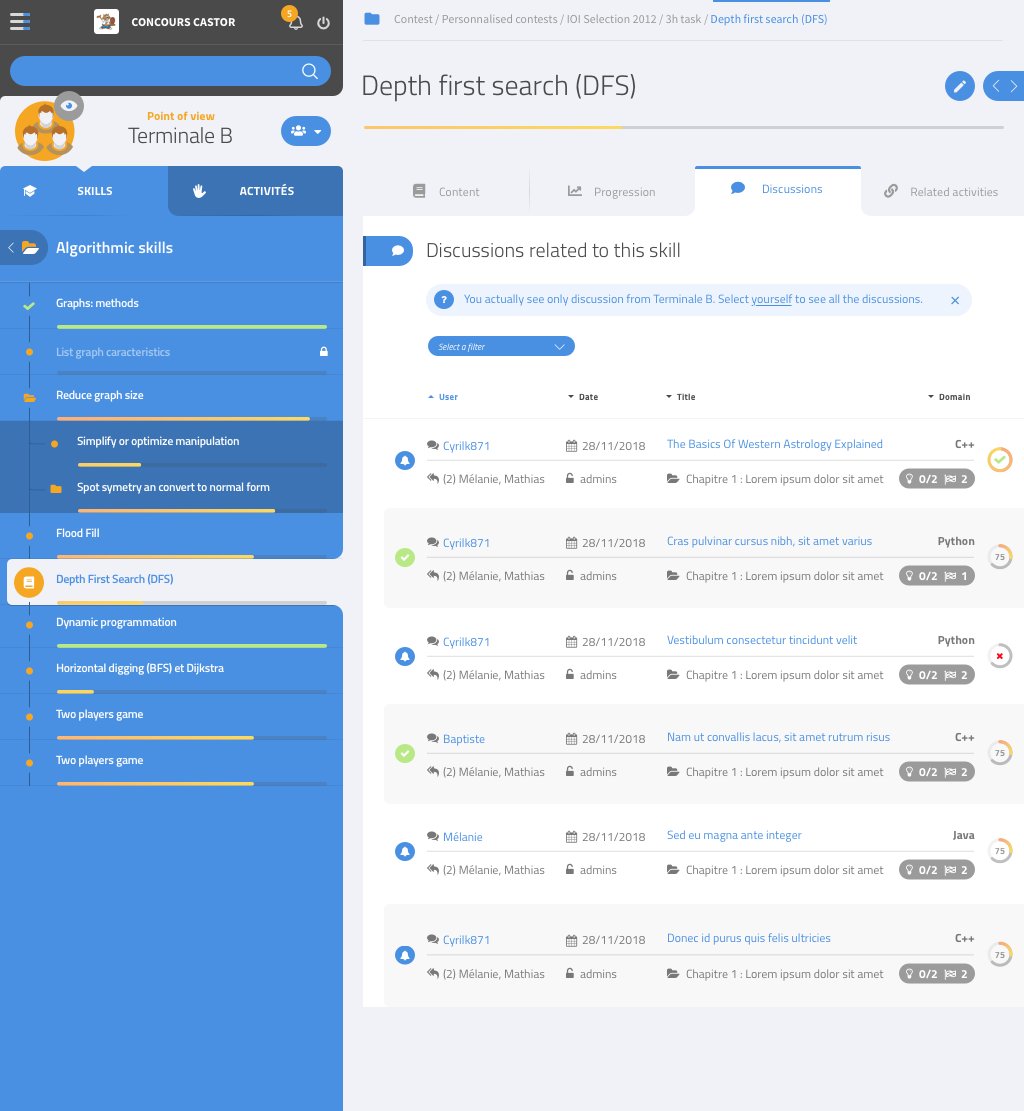 CONCOURS CASTOR
5
Point of view
Terminale B
SKILLS
ACTIVITÉS
Algorithmic skills
Graphs: methods
List graph caracteristics
Reduce graph size
Simplify or optimize manipulation
Spot symetry an convert to normal form
Flood Fill
Depth First Search (DFS)
Dynamic programmation
Horizontal digging (BFS) et Dijkstra
Two players game
Two players game
Contest / Personnalised contests / IOI Selection 2012 / 3h task / Depth first search (DFS)
Depth first search (DFS)
Content
Progression
Discussions
Related activities
Discussions related to this skill
? You actually see only discussion from Terminale B. Select yourself to see all the discussions.
Select a filter
User Date Title Domain
Cyrilk871 28/11/2018 The Basics Of Western Astrology Explained C++
(2) Mélanie, Mathias admins Chapitre 1 : Lorem ipsum dolor sit amet 0/2 2
Cyrilk871 28/11/2018 Cras pulvinar cursus nibh, sit amet varius Python
75
(2) Mélanie, Mathias admins Chapitre 1 : Lorem ipsum dolor sit amet 0/2 1
Cyrilk871 28/11/2018 Vestibulum consectetur tincidunt velit Python
(2) Mélanie, Mathias admins Chapitre 1 : Lorem ipsum dolor sit amet 0/2 2
Baptiste 28/11/2018 Nam ut convallis lacus, sit amet rutrum risus C++
75
(2) Mélanie, Mathias admins Chapitre 1 : Lorem ipsum dolor sit amet 0/2 2
Mélanie 28/11/2018 Sed eu magna ante integer Java
75
(2) Mélanie, Mathias admins Chapitre 1 : Lorem ipsum dolor sit amet 0/2 2
Cyrilk871 28/11/2018 Donec id purus quis felis ultricies C++
75
(2) Mélanie, Mathias admins Chapitre 1 : Lorem ipsum dolor sit amet 0/2 2